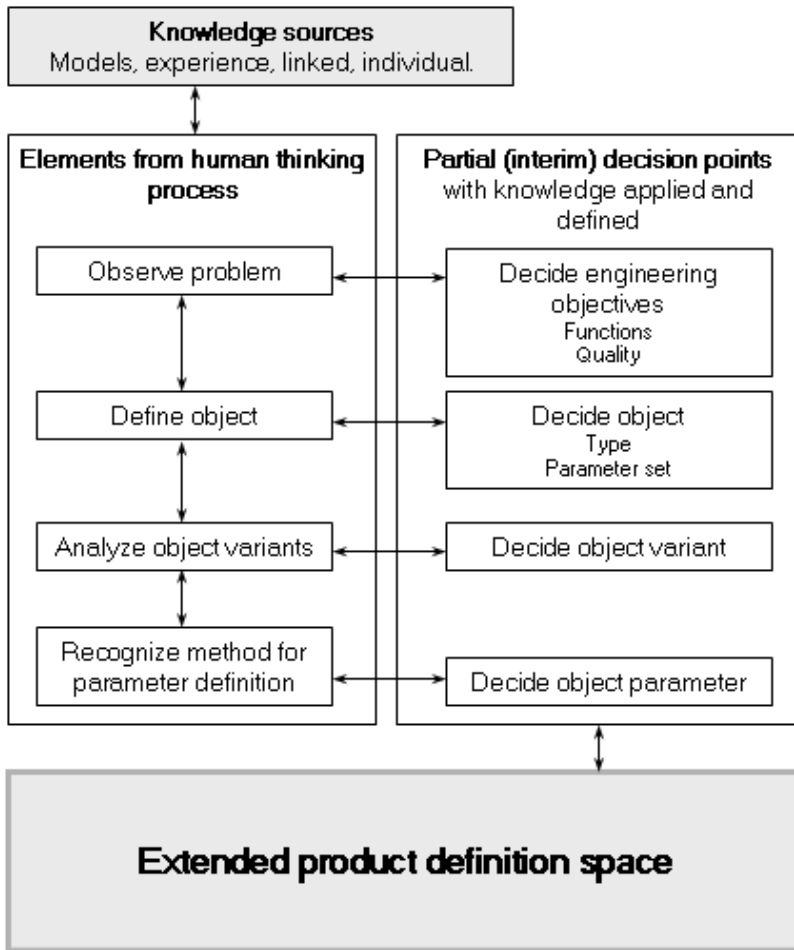 Knowledge sources
Models, experience, linked, individual.
Elements from human thinking
process
Observe problem
Define object
Analyze object variants
Recognize method for
parameter definition
Partial (interim) decision points
with knowledge applied and
defined
Decide engineering
objectives
Functions
Quality
Decide object
Type
Parameter set
Decide object variant
Decide object parameter
Extended product definition space